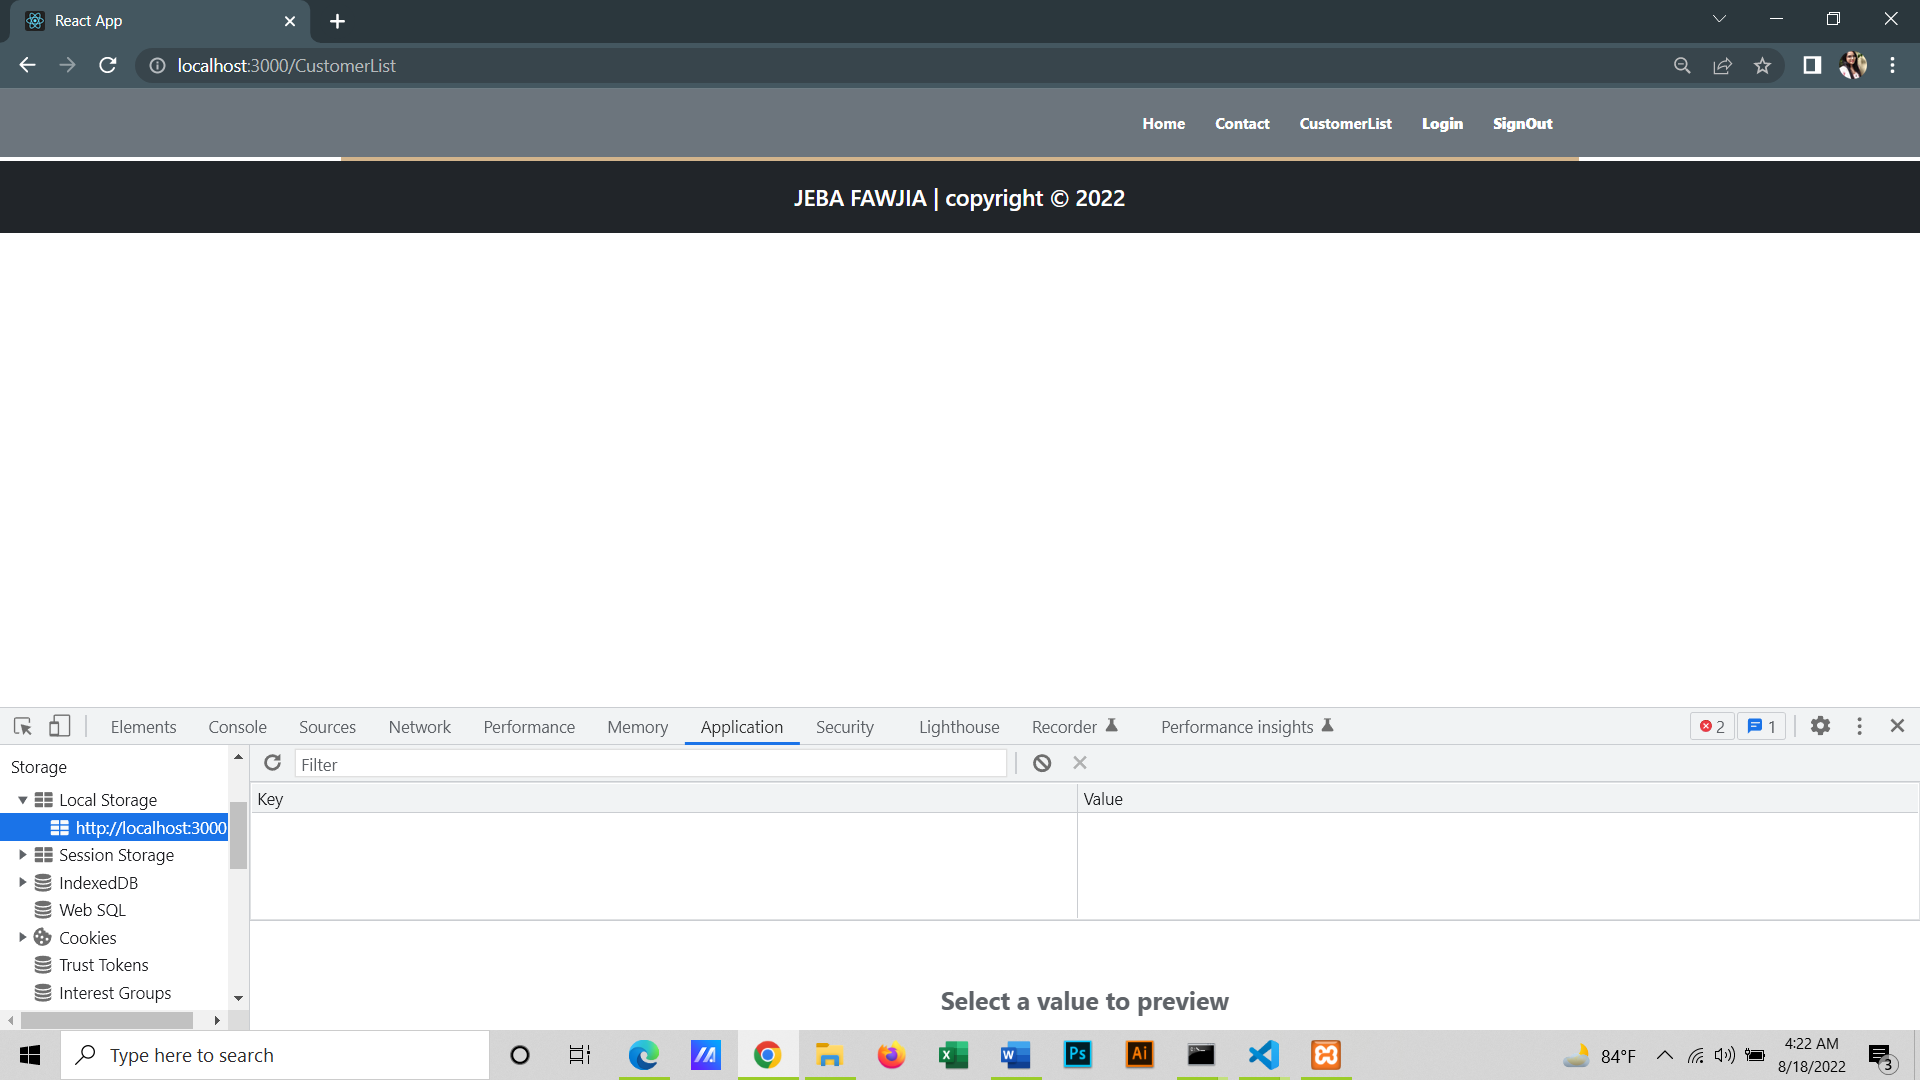 React App
localhost:3000/CustomerList
Home Contact CustomerList Login SignOut
JEBA FAWJIA | copyright © 2022
Elements Console Sources Network Performance Memory Application Security Lighthouse Recorder Performance insights 2 1
Storage
Filter
Key Value
Local Storage
http://localhost:3000
Session Storage
IndexedDB
Web SQL
Cookies
Trust Tokens
Interest Groups
Select a value to preview
Type here to search
W
X
Ps
Ai
84°F
4:22 AM
8/18/2022
3